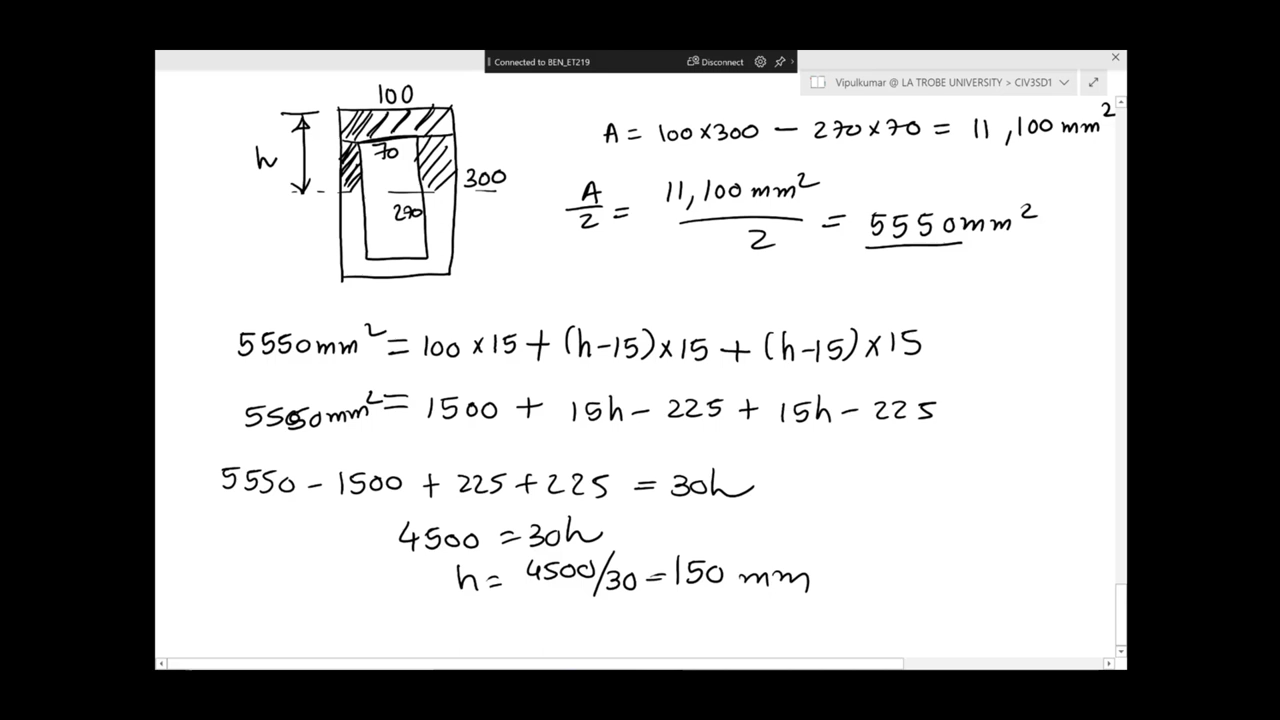 Connected to BEN_ET219
Disconnect
Vipulkumar @ LA TROBE UNIVERSITY > CIV3SD1
100
h
70
300
270
A = 100 x 300 - 270 x 70 = 11,100 mm²
A/2 = 11,100 mm²/2 = 5550 mm²
5550 mm² = 100 x 15 + (h-15) x 15 + (h-15) x 15
5550 mm² = 1500 + 15h - 225 + 15h - 225
5550 - 1500 + 225 + 225 = 30h
4500 = 30h
h = 4500/30 = 150 mm